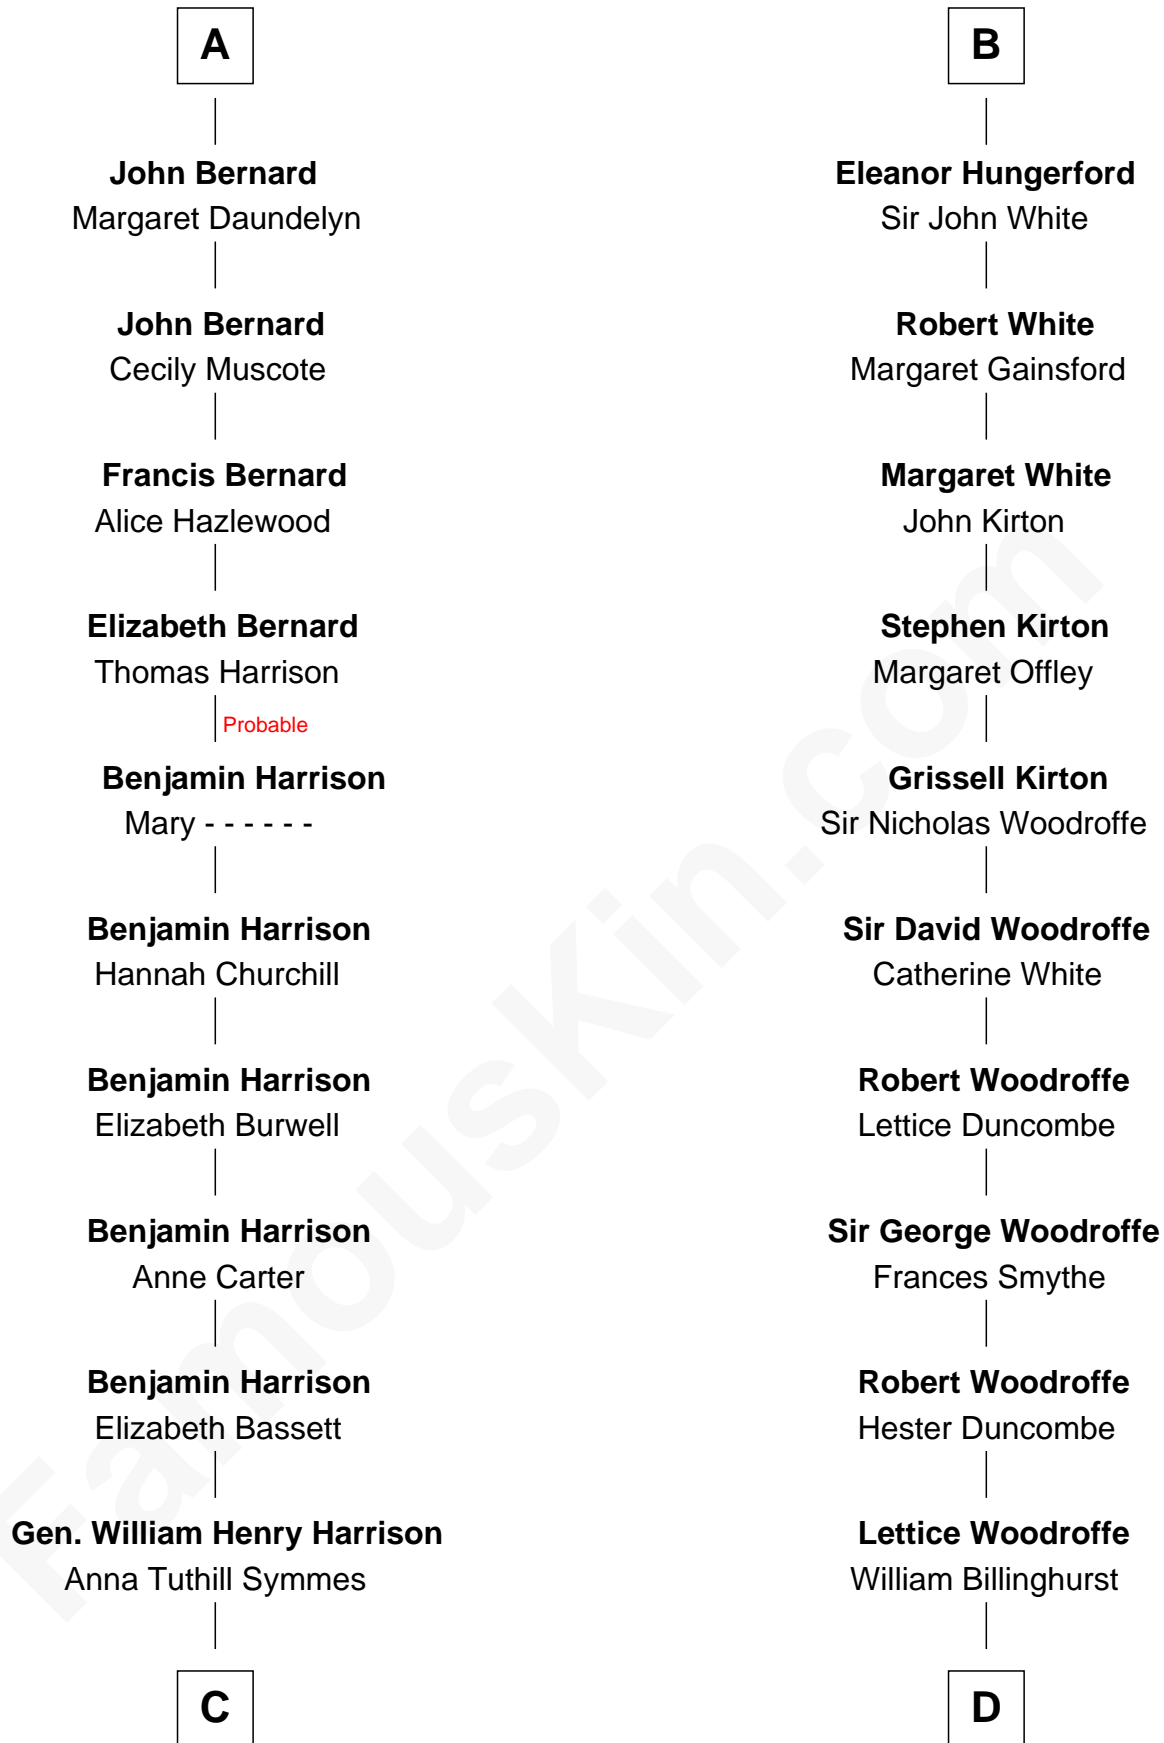 A
John Bernard
Margaret Daundelyn
John Bernard
Cecily Muscote
Francis Bernard
Alice Hazlewood
Elizabeth Bernard
Thomas Harrison
Probable
Benjamin Harrison
Mary - - - - - -
Benjamin Harrison
Hannah Churchill
Benjamin Harrison
Elizabeth Burwell
Benjamin Harrison
Anne Carter
Benjamin Harrison
Elizabeth Bassett
Gen. William Henry Harrison
Anna Tuthill Symmes
C
B
Eleanor Hungerford
Sir John White
Robert White
Margaret Gainsford
Margaret White
John Kirton
Stephen Kirton
Margaret Offley
Grissell Kirton
Sir Nicholas Woodroffe
Sir David Woodroffe
Catherine White
Robert Woodroffe
Lettice Duncombe
Sir George Woodroffe
Frances Smythe
Robert Woodroffe
Hester Duncombe
Lettice Woodroffe
William Billinghurst
D
FamousKin.com